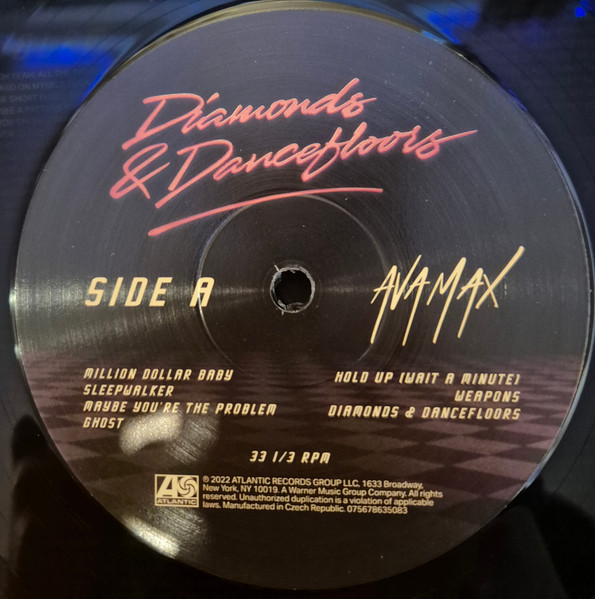 Diamonds
& Dancefloors
SIDE A
AVA MAX
MILLION DOLLAR BABY
SLEEPWALKER
MAYBE YOU'RE THE PROBLEM
GHOST
HOLD UP (WAIT A MINUTE)
WEAPONS
DIAMONDS & DANCEFLOORS
33 1/3 RPM
ATLANTIC
℗ 2022 ATLANTIC RECORDS GROUP LLC, 1633 Broadway,
New York, NY 10019. A Warner Music Group Company. All rights
reserved. Unauthorized duplication is a violation of applicable
laws. Manufactured in Czech Republic. 075678635083